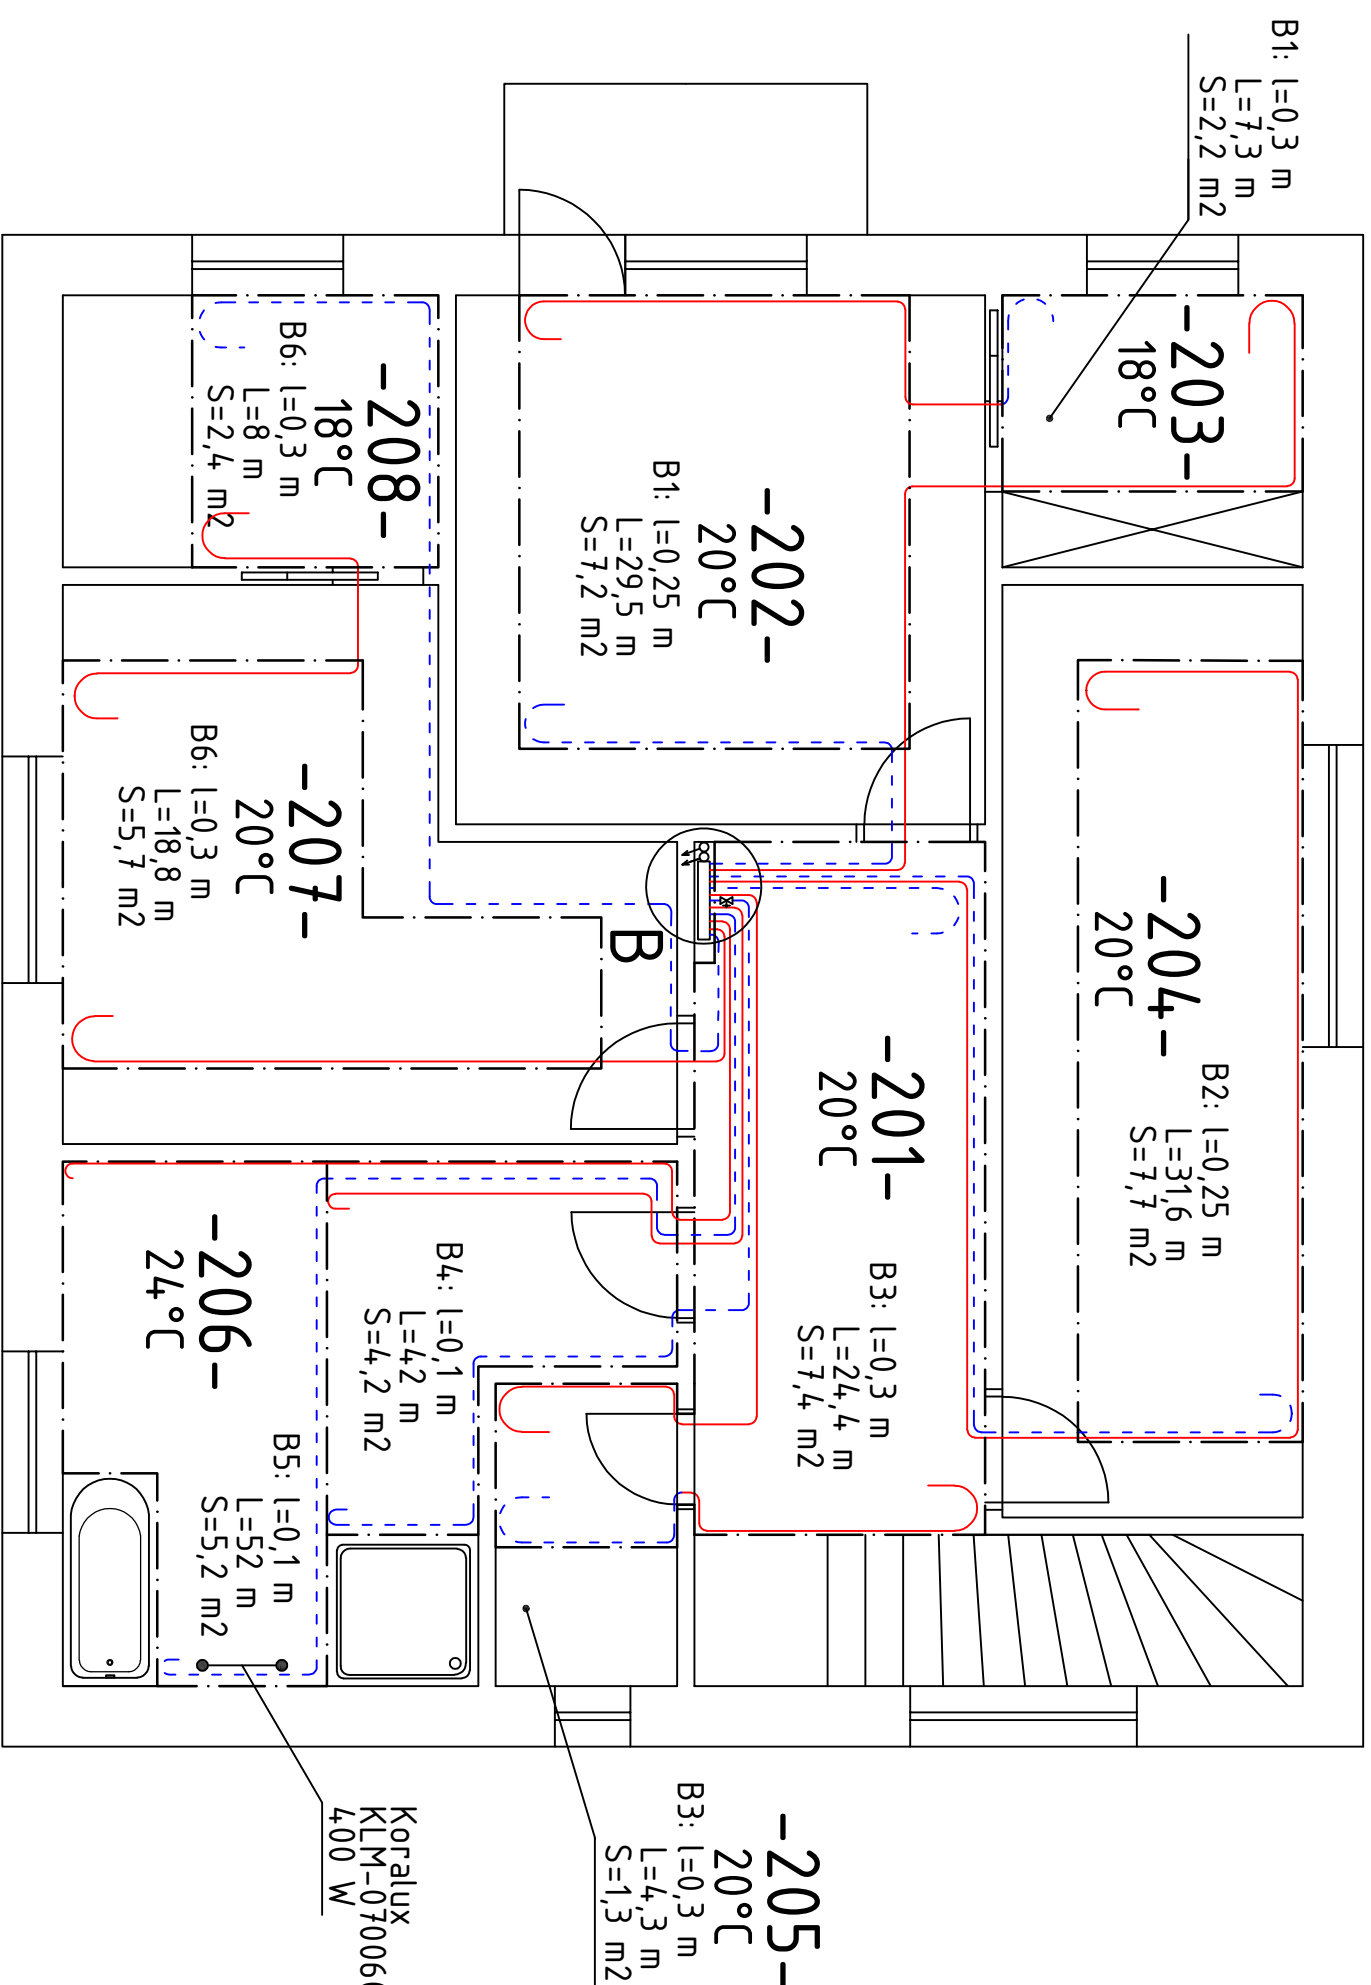 B1: l=0,3 m
L=7,3 m
S=2,2 m2
-203-
18°C
-204-
20°C
B2: l=0,25 m
L=31,6 m
S=7,7 m2
-202-
20°C
B1: l=0,25 m
L=29,5 m
S=7,2 m2
-201-
20°C
B3: l=0,3 m
L=24,4 m
S=7,4 m2
-205-
20°C
B3: l=0,3 m
L=4,3 m
S=1,3 m2
B
-208-
18°C
B6: l=0,3 m
L=8 m
S=2,4 m2
-207-
20°C
B6: l=0,3 m
L=18,8 m
S=5,7 m2
B4: l=0,1 m
L=42 m
S=4,2 m2
-206-
24°C
B5: l=0,1 m
L=52 m
S=5,2 m2
Koralux
400 W